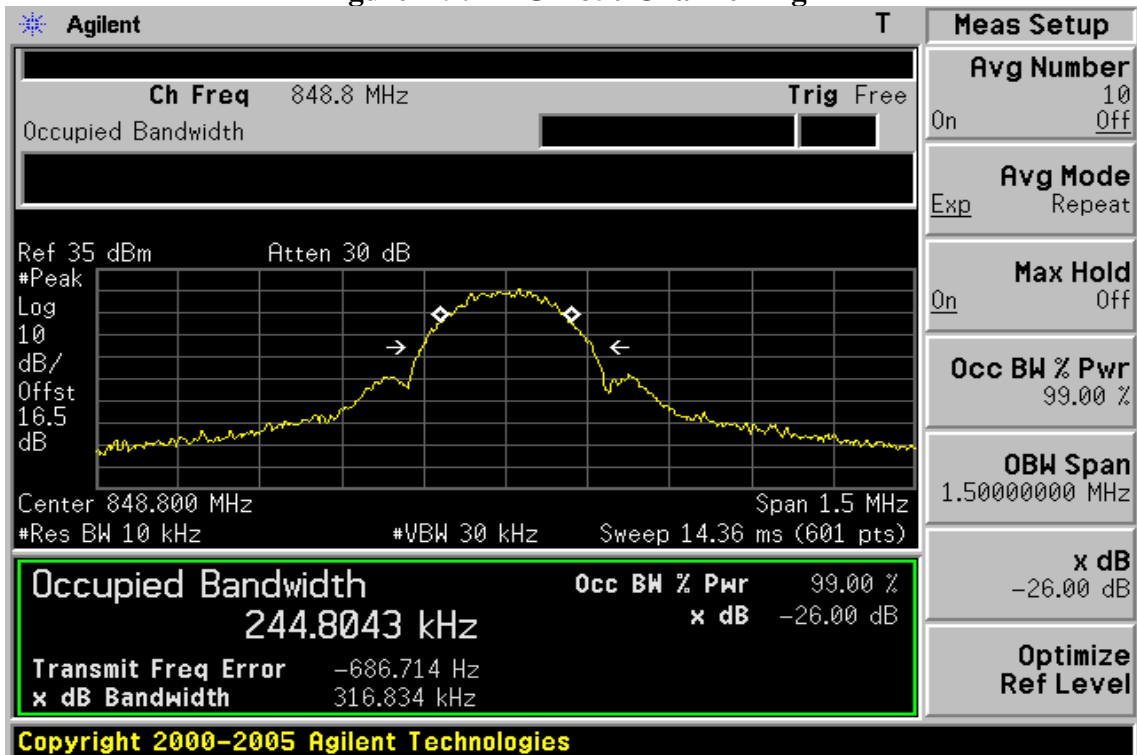 Agilent T
Ch Freq 848.8 MHz Trig Free
Occupied Bandwidth
Ref 35 dBm Atten 30 dB
#Peak
Log
10
dB/
Offst
16.5
dB
Center 848.800 MHz Span 1.5 MHz
#Res BW 10 kHz #VBW 30 kHz Sweep 14.36 ms (601 pts)
Occupied Bandwidth Occ BW % Pwr 99.00 %
244.8043 kHz x dB -26.00 dB
Transmit Freq Error -686.714 Hz
x dB Bandwidth 316.834 kHz
Copyright 2000-2005 Agilent Technologies
Meas Setup
Avg Number
10
On Off
Avg Mode
Exp Repeat
Max Hold
On Off
Occ BW % Pwr
99.00 %
OBW Span
1.50000000 MHz
x dB
-26.00 dB
Optimize
Ref Level